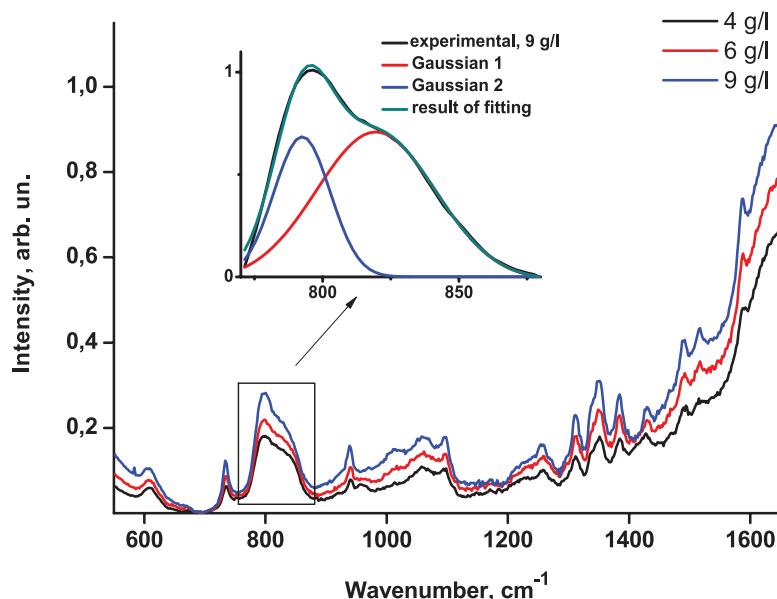 4 g/l
6 g/l
9 g/l
experimental, 9 g/l
Gaussian 1
Gaussian 2
result of fitting
1
0
800
850
1,0
0,8
0,6
0,4
0,2
600
800
1000
1200
1400
1600
Intensity, arb. un.
Wavenumber, cm⁻¹